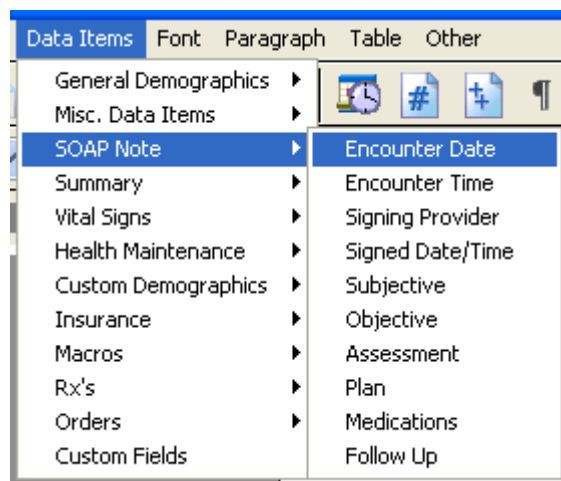 Data Items Font Paragraph Table Other
General Demographics
Misc. Data Items
SOAP Note
Summary
Vital Signs
Health Maintenance
Custom Demographics
Insurance
Macros
Rx's
Orders
Custom Fields
#
¶
Encounter Date
Encounter Time
Signing Provider
Signed Date/Time
Subjective
Objective
Assessment
Plan
Medications
Follow Up